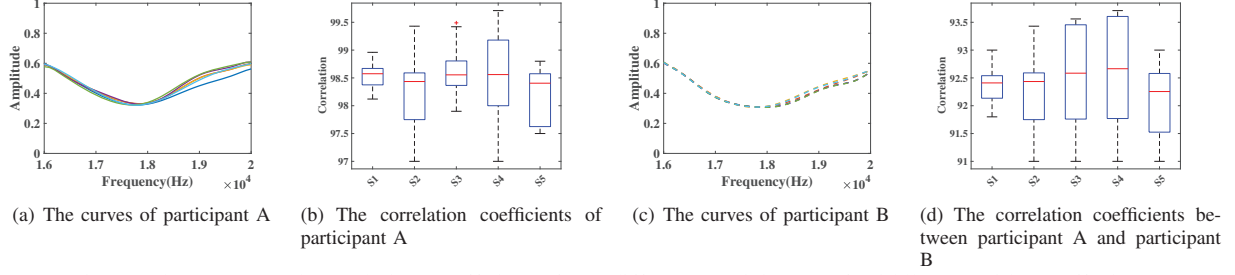 1
0.8
0.6
0.4
0.2
0
Amplitude
1.6 1.7 1.8 1.9 2
Frequency(Hz)
×10⁴
(a) The curves of participant A
99.5
99
98.5
98
97.5
97
Correlation
S1 S2 S3 S4 S5
(b) The correlation coefficients of
participant A
1
0.8
0.6
0.4
0.2
0
Amplitude
1.6 1.7 1.8 1.9 2
Frequency(Hz)
×10⁴
(c) The curves of participant B
93.5
93
92.5
92
91.5
91
Correlation
S1 S2 S3 S4 S5
(d) The correlation coefficients be-
tween participant A and participant
B